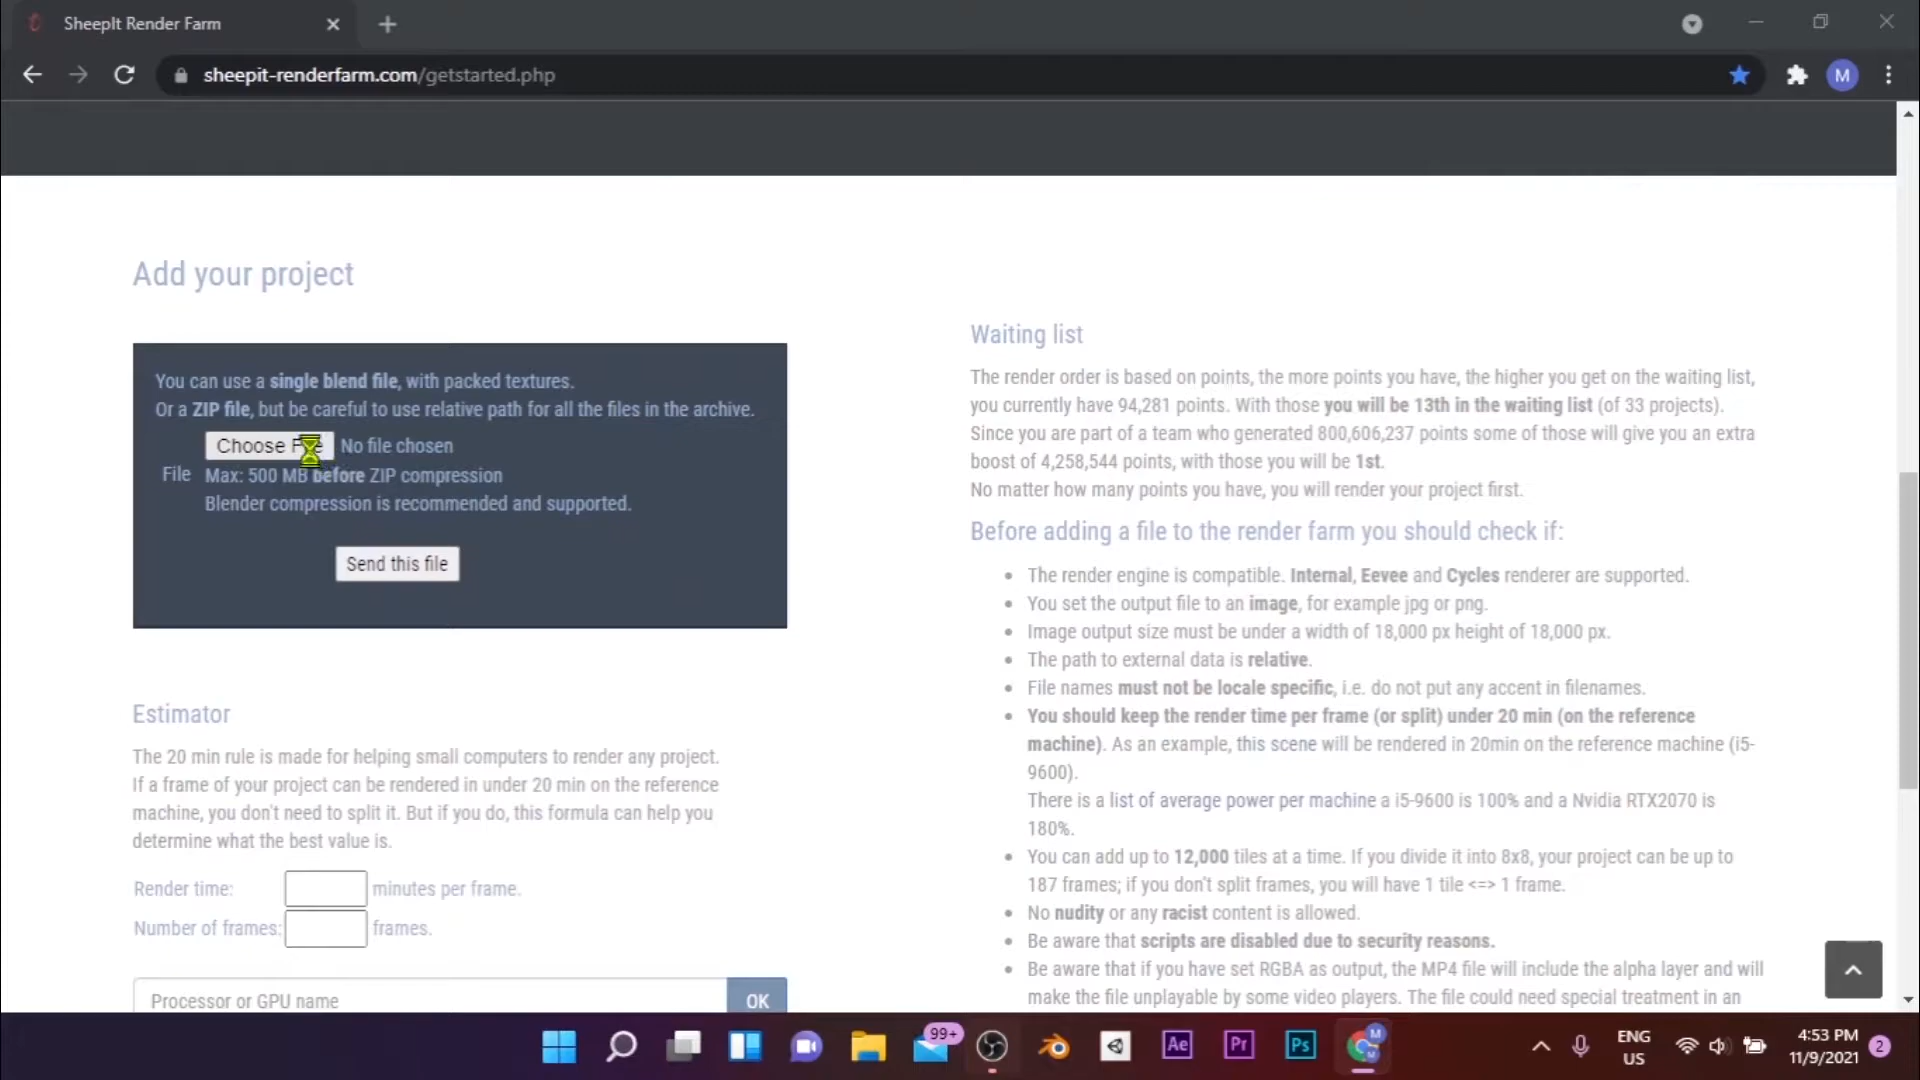 SheepIt Render Farm
sheepit-renderfarm.com/getstarted.php
M
Add your project
You can use a single blend file, with packed textures.
Or a ZIP file, but be careful to use relative path for all the files in the archive.
Choose File No file chosen
File Max: 500 MB before ZIP compression
Blender compression is recommended and supported.
Send this file
Estimator
The 20 min rule is made for helping small computers to render any project.
If a frame of your project can be rendered in under 20 min on the reference
machine, you don't need to split it. But if you do, this formula can help you
determine what the best value is.
Render time: minutes per frame.
Number of frames: frames.
Processor or GPU name OK
Waiting list
The render order is based on points, the more points you have, the higher you get on the waiting list,
you currently have 94,281 points. With those you will be 13th in the waiting list (of 33 projects).
Since you are part of a team who generated 800,606,237 points some of those will give you an extra
boost of 4,258,544 points, with those you will be 1st.
No matter how many points you have, you will render your project first.
Before adding a file to the render farm you should check if:
• The render engine is compatible. Internal, Eevee and Cycles renderer are supported.
• You set the output file to an image, for example jpg or png.
• Image output size must be under a width of 18,000 px height of 18,000 px.
• The path to external data is relative.
• File names must not be locale specific, i.e. do not put any accent in filenames.
• You should keep the render time per frame (or split) under 20 min (on the reference
machine). As an example, this scene will be rendered in 20min on the reference machine (i5-
9600).
There is a list of average power per machine a i5-9600 is 100% and a Nvidia RTX2070 is
180%.
• You can add up to 12,000 tiles at a time. If you divide it into 8x8, your project can be up to
187 frames; if you don't split frames, you will have 1 tile <=> 1 frame.
• No nudity or any racist content is allowed.
• Be aware that scripts are disabled due to security reasons.
• Be aware that if you have set RGBA as output, the MP4 file will include the alpha layer and will
make the file unplayable by some video players. The file could need special treatment in an
99+
Ae
Pr
Ps
M
ENG
US
4:53 PM
11/9/2021
2